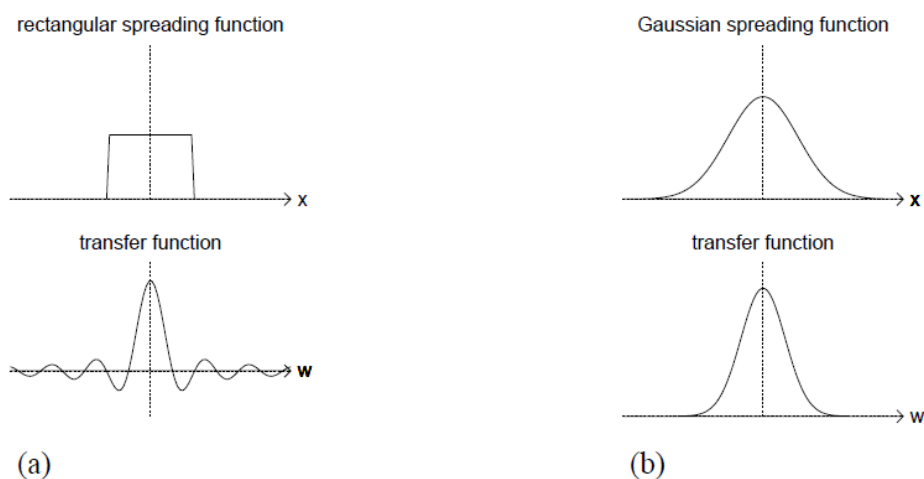 rectangular spreading function
x
transfer function
w
(a)
Gaussian spreading function
x
transfer function
w
(b)